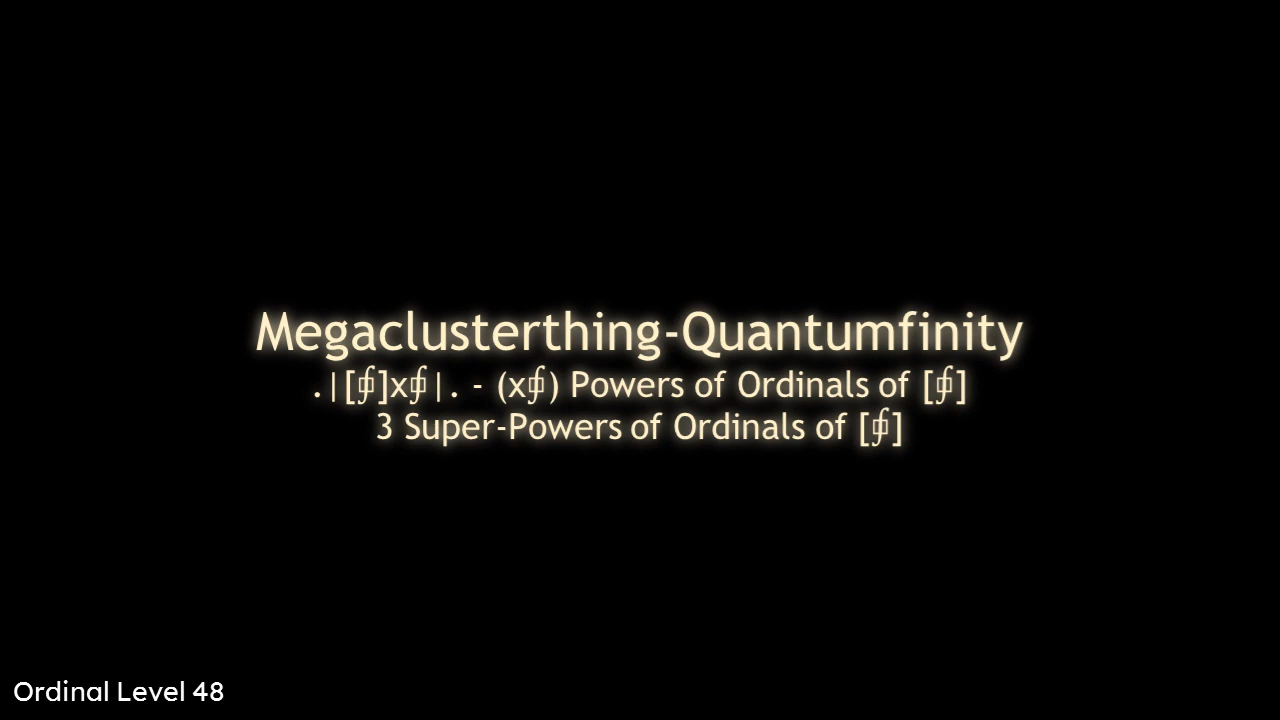 Megaclusterthing-Quantumfinity
.|[∯]x∯|. - (x∯) Powers of Ordinals of [∯]
3 Super-Powers of Ordinals of [∯]
Ordinal Level 48